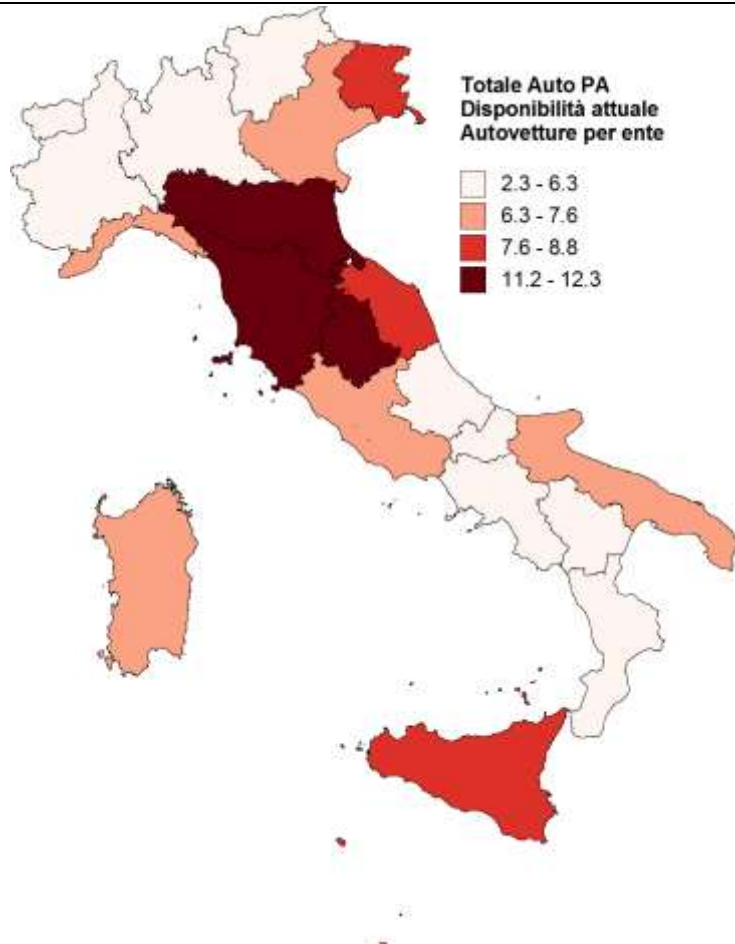 Totale Auto PA
Disponibilità attuale
Autovetture per ente
2.3 - 6.3
6.3 - 7.6
7.6 - 8.8
11.2 - 12.3